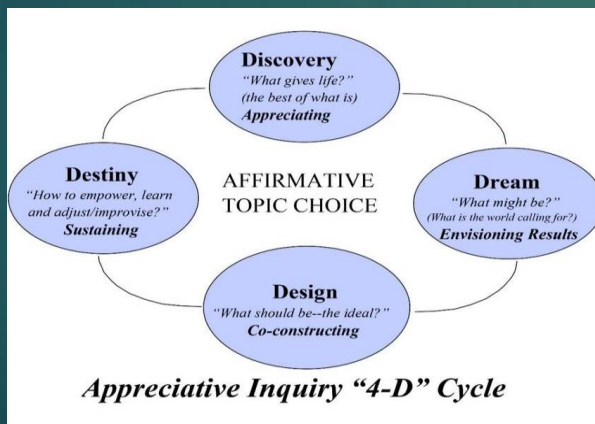 Discovery
“What gives life?”
(the best of what is)
Appreciating
Destiny
“How to empower, learn
and adjust/improvise?”
Sustaining
AFFIRMATIVE
TOPIC CHOICE
Dream
“What might be?”
(What is the world calling for?)
Envisioning Results
Design
“What should be--the ideal?”
Co-constructing
Appreciative Inquiry “4-D” Cycle